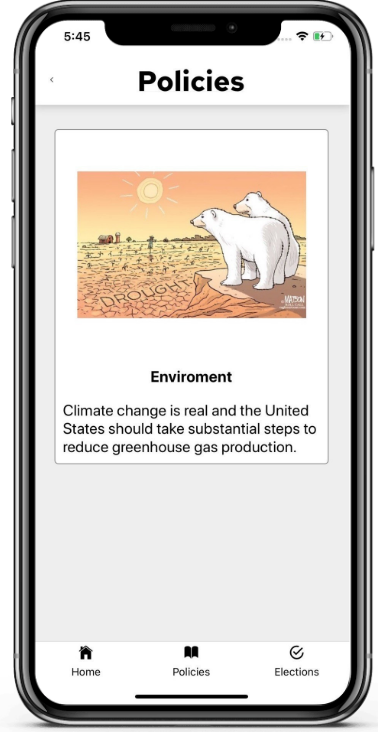 5:45
Policies
DROUGHT
MATSON
Enviroment
Climate change is real and the United
States should take substantial steps to
reduce greenhouse gas production.
Home Policies Elections